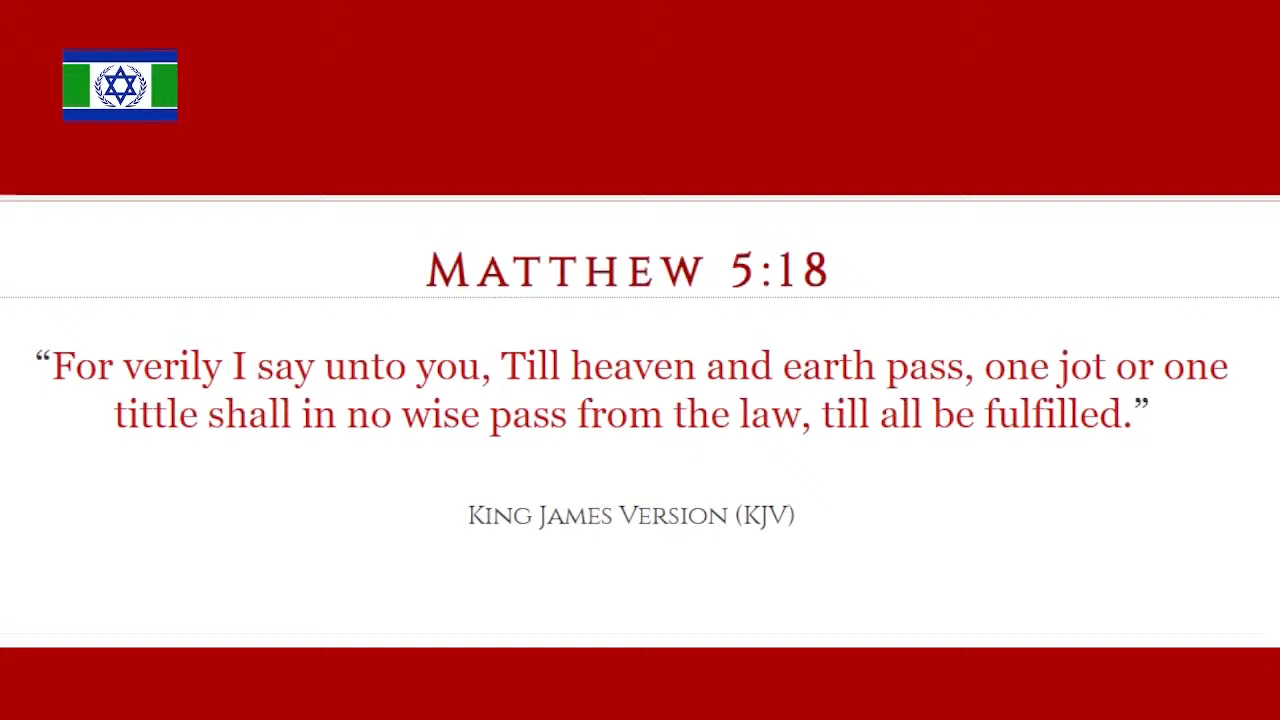 Matthew 5:18
“For verily I say unto you, Till heaven and earth pass, one jot or one
tittle shall in no wise pass from the law, till all be fulfilled.”
King James Version (KJV)